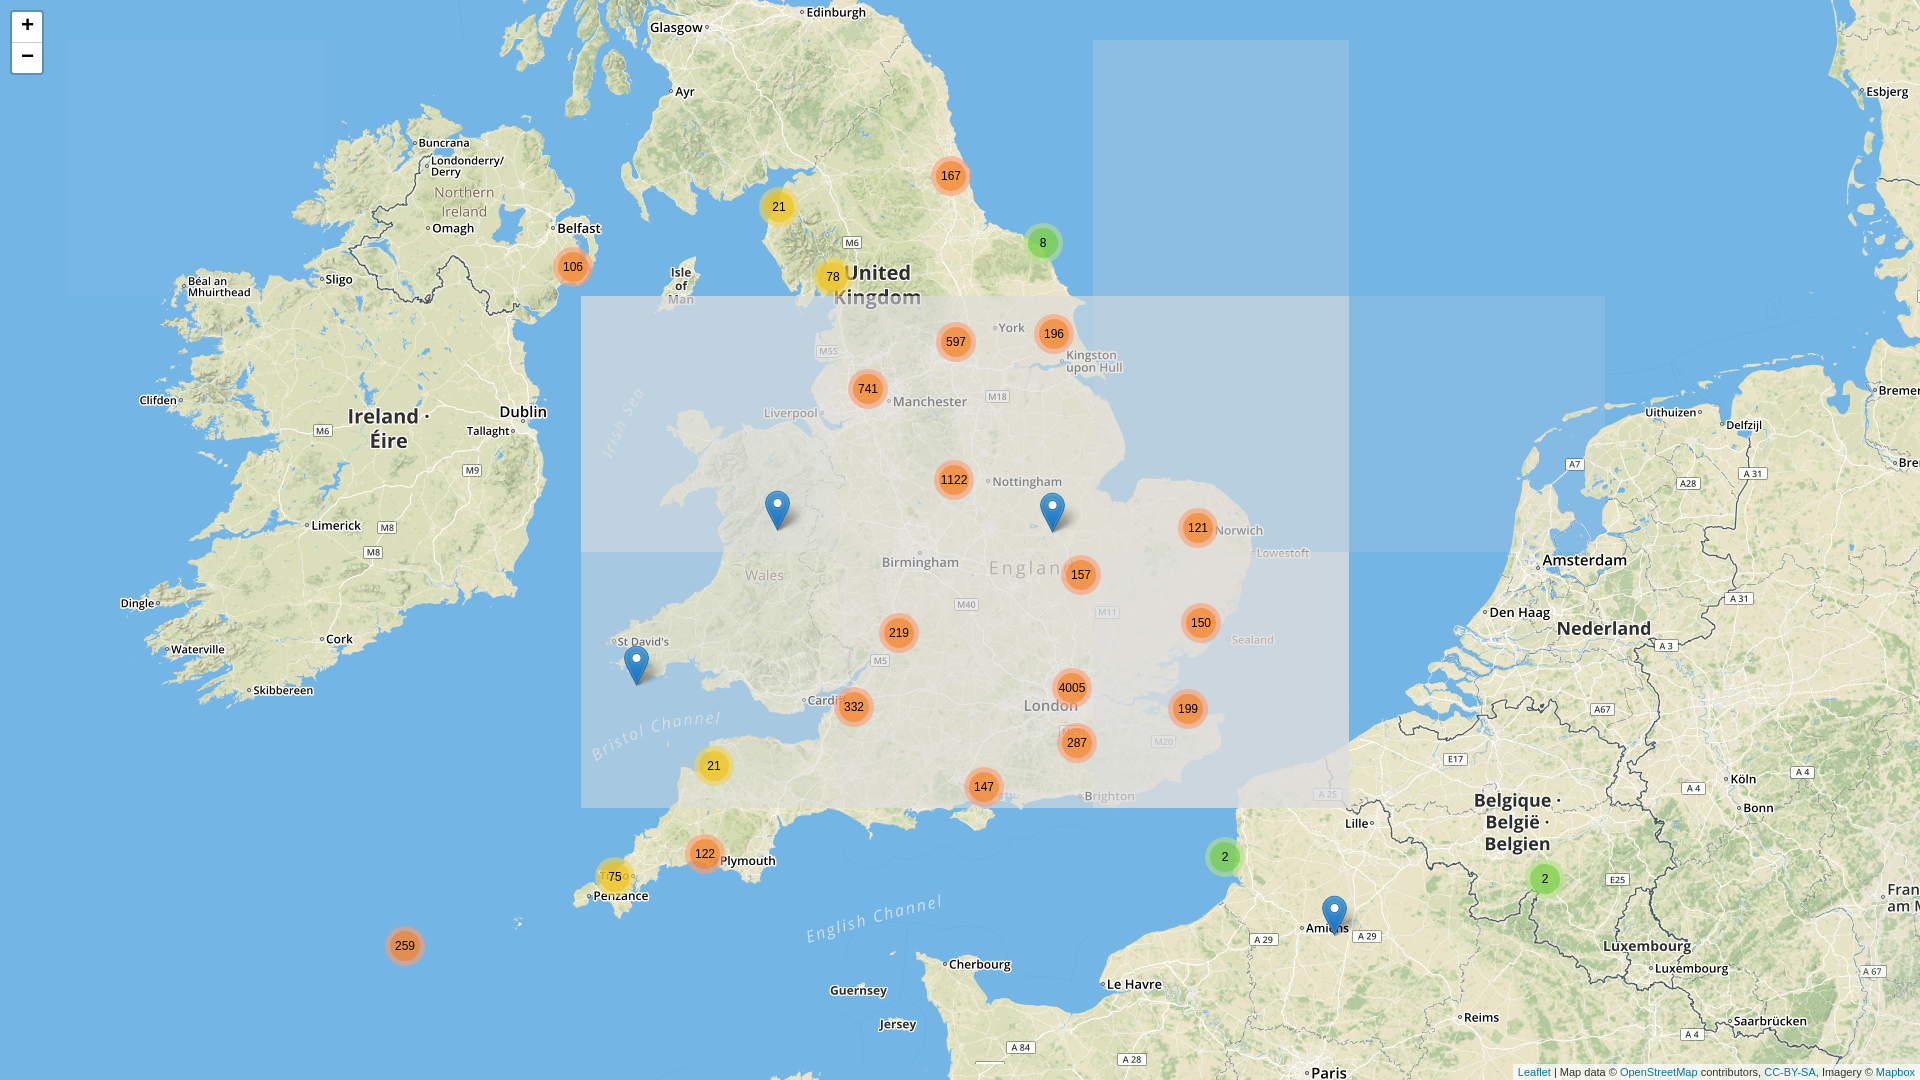 +
−
Edinburgh
Glasgow
Ayr
Esbjerg
Buncrana
Londonderry/
Derry
Northern
Ireland
Omagh
Belfast
167
21
8
M6
106
78
United
Kingdom
Isle
of
Man
Sligo
Béal an
Mhuirthead
York
597
196
M55
Kingston
upon Hull
741
Manchester
M18
Liverpool
Irish Sea
Clifden
Dublin
Ireland ·
Éire
M6
Tallaght
M9
Uithuizen
Delfzijl
Bremer
A7
A 31
A28
Bre
1122
Nottingham
Limerick
M8
M8
121
Norwich
Lowestoft
Birmingham
Englan
157
Wales
Amsterdam
M40
M11
A 31
Den Haag
Nederland
A 3
Dingle
Cork
Waterville
Skibbereen
St David's
219
M5
150
Sealand
4005
London
199
Cardi
332
Bristol Channel
A67
287
M20
E17
21
147
Brighton
A 25
A 4
Köln
A 4
Bonn
Belgique ·
België ·
Belgien
Lille
122
Plymouth
75
Penzance
2
2
E25
Fran
am M
English Channel
259
Amiens
A 29
A 29
Luxembourg
Luxembourg
A 67
Cherbourg
Guernsey
Le Havre
Jersey
Reims
Saarbrücken
A 4
A 84
A 28
Paris
Leaflet | Map data © OpenStreetMap contributors, CC-BY-SA, Imagery © Mapbox